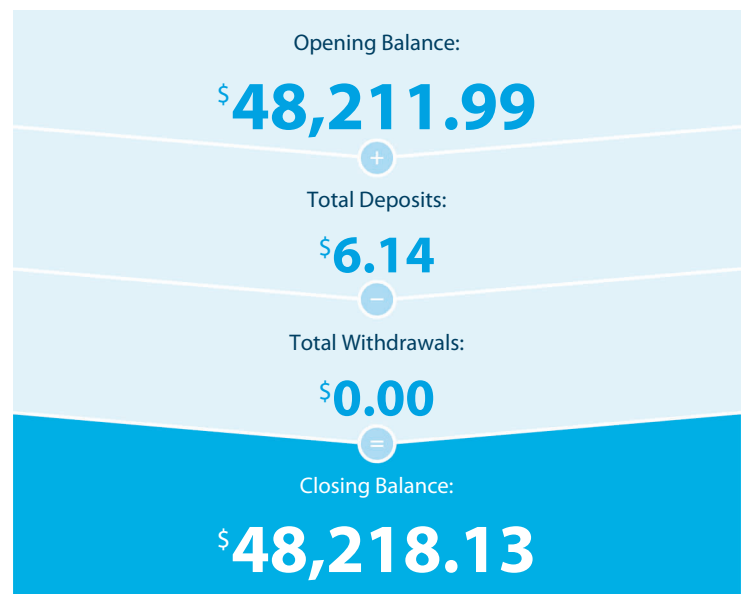 Opening Balance:
$48,211.99
+
Total Deposits:
$6.14
−
Total Withdrawals:
$0.00
=
Closing Balance:
$48,218.13